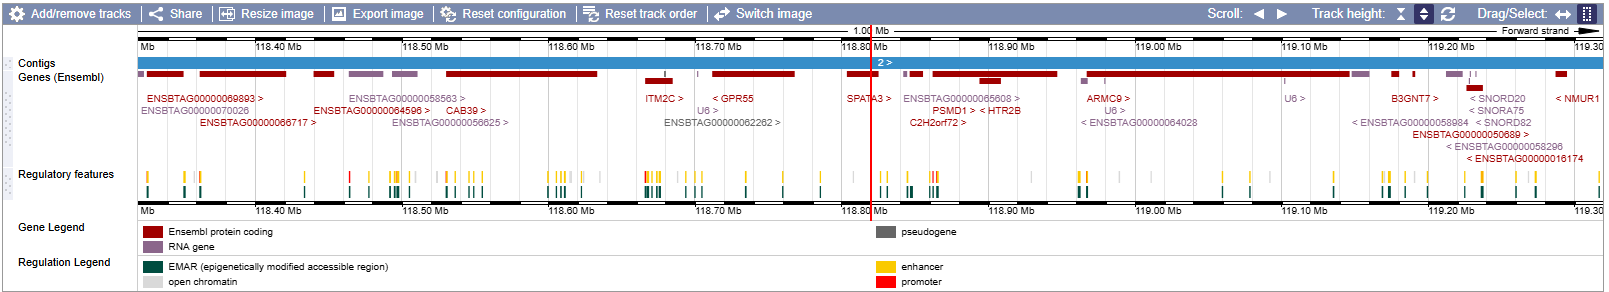 Add/remove tracks Share Resize image Export image Reset configuration Reset track order Switch image Scroll: Track height: Drag/Select:
1.00 Mb Forward strand
Mb 118.40 Mb 118.50 Mb 118.60 Mb 118.70 Mb 118.80 Mb 118.90 Mb 119.00 Mb 119.10 Mb 119.20 Mb 119.30
Contigs 2 >
Genes (Ensembl)
ENSBTAG00000069893 > ENSBTAG00000058563 > ITM2C > < GPR55 SPATA3 > ENSBTAG00000065608 > ARMC9 > U6 > B3GNT7 > < SNORD20 < NMUR1
ENSBTAG00000070026 ENSBTAG00000064596 > CAB39 > U6 > PSMD1 > < HTR2B U6 > < SNORA75
ENSBTAG00000066717 > ENSBTAG00000056625 > ENSBTAG00000062262 > C2H2orf72 > < ENSBTAG00000064028 < ENSBTAG00000058984 < SNORD82
ENSBTAG00000050689 >
< ENSBTAG00000058296
< ENSBTAG00000016174
Regulatory features
Mb 118.40 Mb 118.50 Mb 118.60 Mb 118.70 Mb 118.80 Mb 118.90 Mb 119.00 Mb 119.10 Mb 119.20 Mb 119.30
Gene Legend Ensembl protein coding pseudogene
RNA gene
Regulation Legend EMAR (epigenetically modified accessible region) enhancer
open chromatin promoter